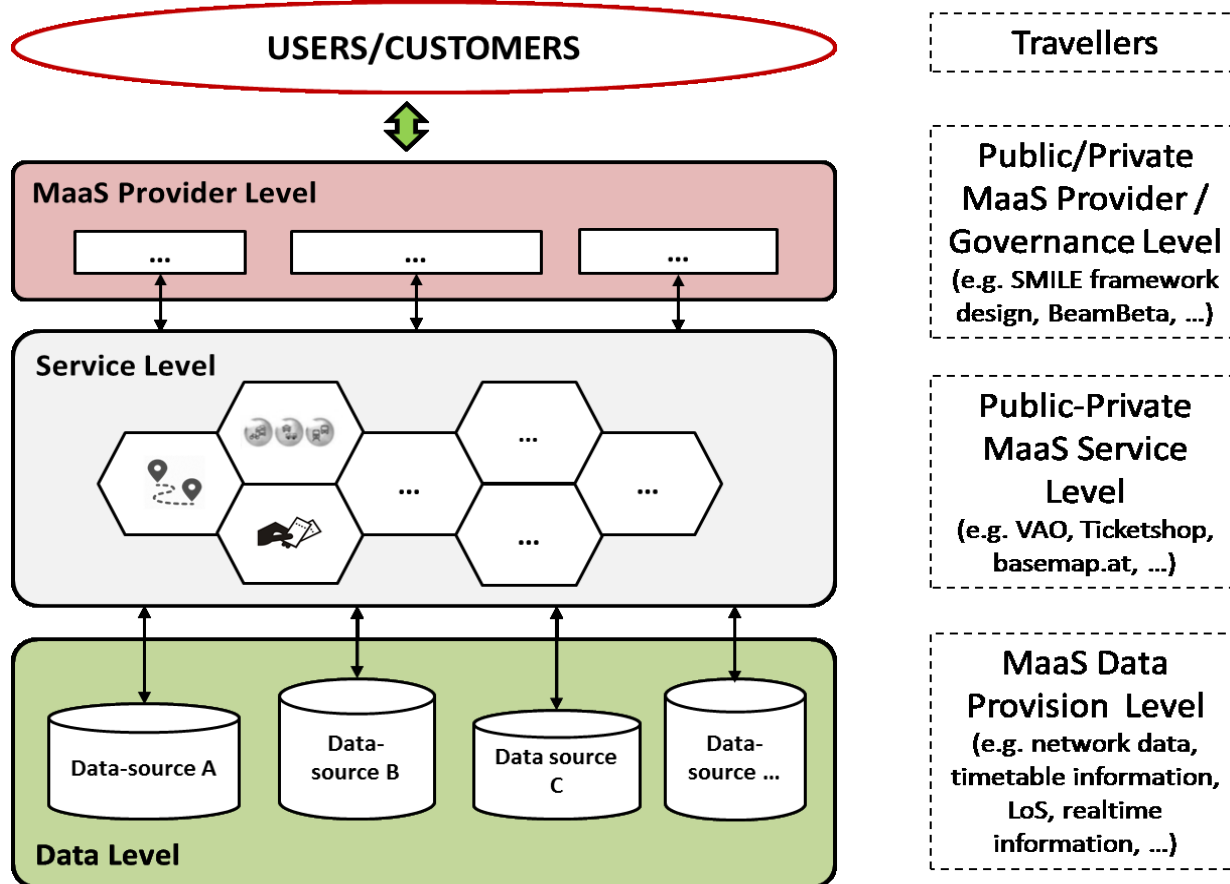 USERS/CUSTOMERS
MaaS Provider Level
...
...
...
Service Level
...
...
...
...
Data-source A
Data-
source B
Data source
C
Data-
source ...
Data Level
Travellers
Public/Private
MaaS Provider /
Governance Level
(e.g. SMILE framework
design, BeamBeta, ...)
Public-Private
MaaS Service
Level
(e.g. VAO, Ticketshop,
basemap.at, ...)
MaaS Data
Provision Level
(e.g. network data,
timetable information,
LoS, realtime
information, ...)